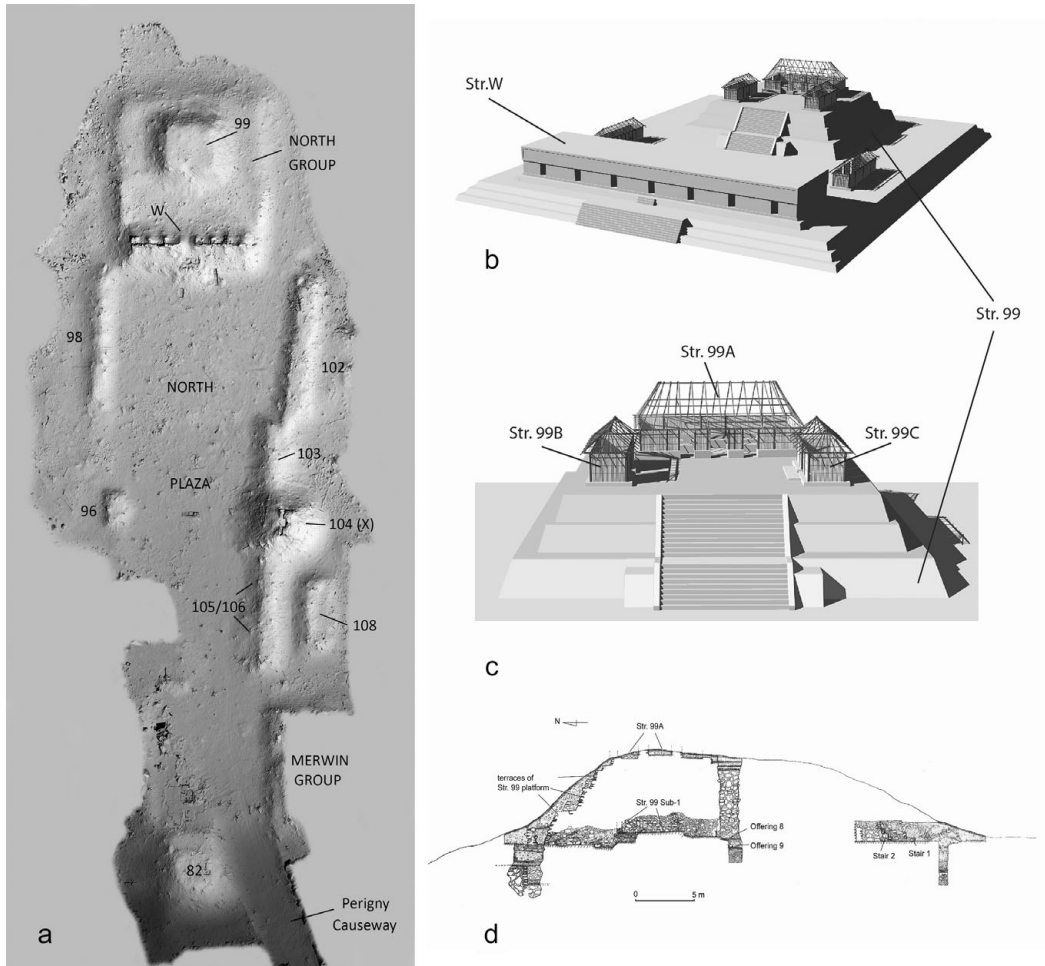 99
NORTH
GROUP
W
98
102
NORTH
103
PLAZA
96
104 (X)
105/106
108
MERWIN
GROUP
82
Perigny
Causeway
a
Str.W
b
Str. 99
Str. 99A
Str. 99B
Str. 99C
c
N
Str. 99A
terraces of
Str. 99 platform
Str. 99 Sub-1
Offering 8
Offering 9
Stair 2
Stair 1
0 5 m
d